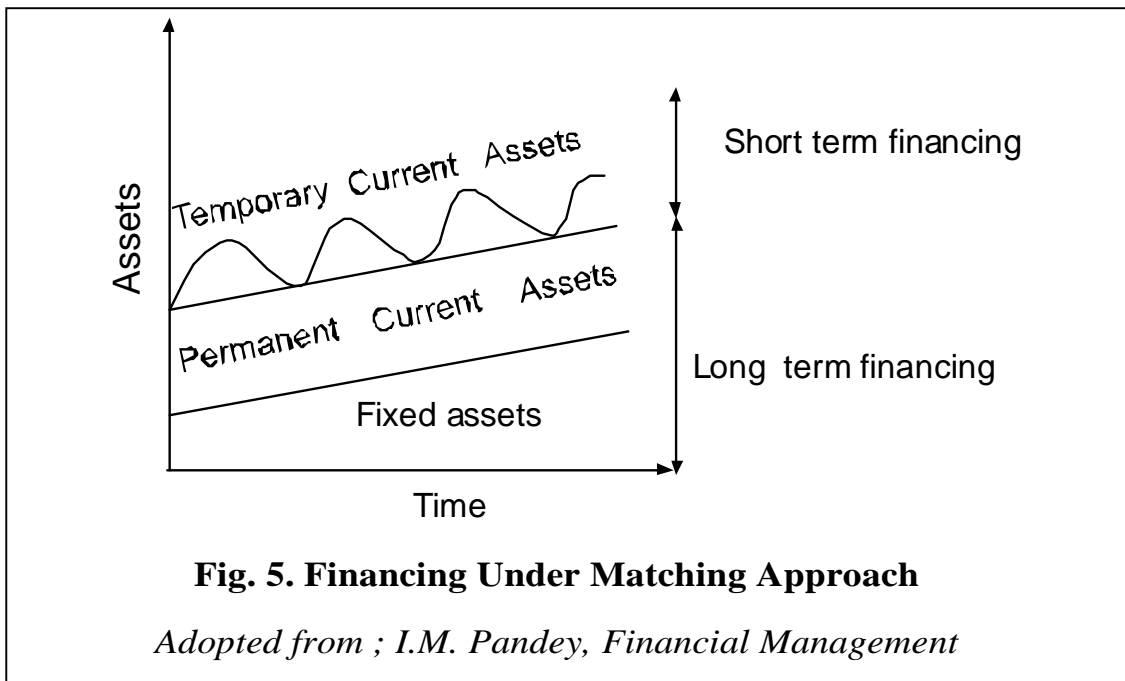 Short term financing
Temporary Current Assets
Assets
Permanent Current Assets
Long term financing
Fixed assets
Time
Fig. 5. Financing Under Matching Approach
Adopted from ; I.M. Pandey, Financial Management